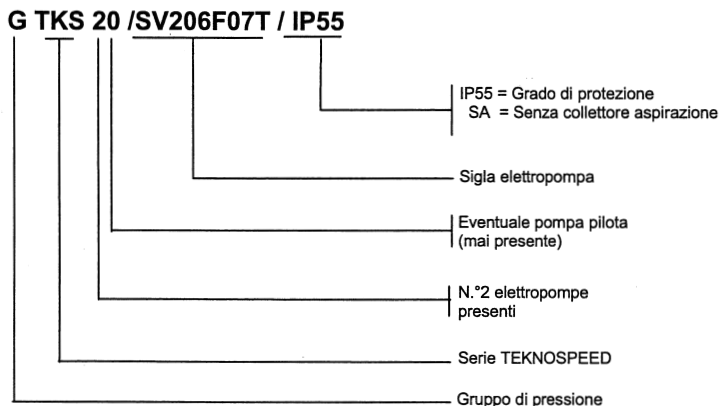 G TKS 20 /SV206F07T / IP55
IP55 = Grado di protezione
SA = Senza collettore aspirazione
Sigla elettropompa
Eventuale pompa pilota
(mai presente)
N.°2 elettropompe
presenti
Serie TEKNOSPEED
Gruppo di pressione